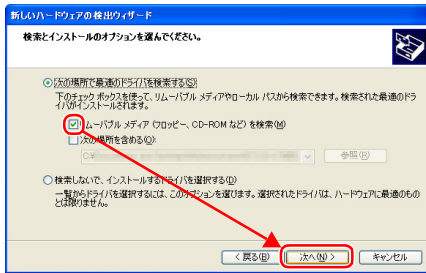 新しいハードウェアの検出ウィザード
検索とインストールのオプションを選んでください。
次の場所で最適のドライバを検索する(S)
下のチェック ボックスを使って、リムーバブル メディアやローカル パスから検索できます。検索された最適のドラ
イバがインストールされます。
リムーバブル メディア (フロッピー、CD-ROM など) を検索(M)
次の場所を含める(O):
参照(R)
検索しないで、インストールするドライバを選択する(D)
一覧からドライバを選択するには、このオプションを選びます。選択されたドライバは、ハードウェアに最適のもの
とは限りません。
< 戻る(B)
次へ(N) >
キャンセル